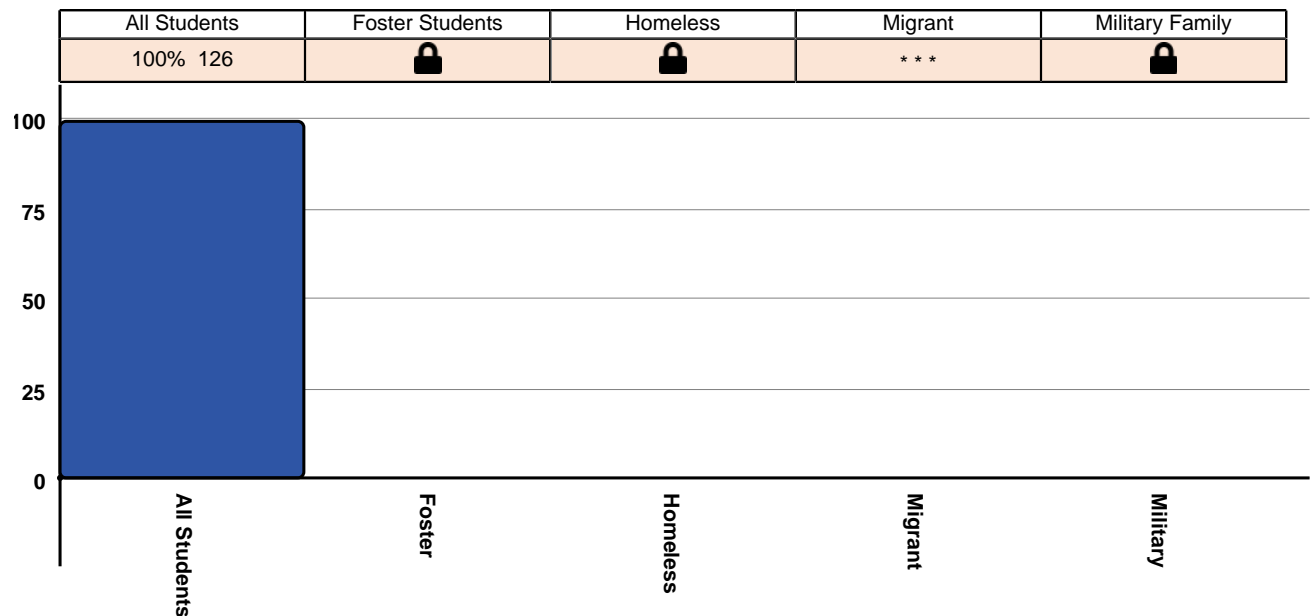 All Students Foster Students Homeless Migrant Military Family
100% 126 * * *
100
75
50
25
0
All Students Foster Homeless Migrant Military